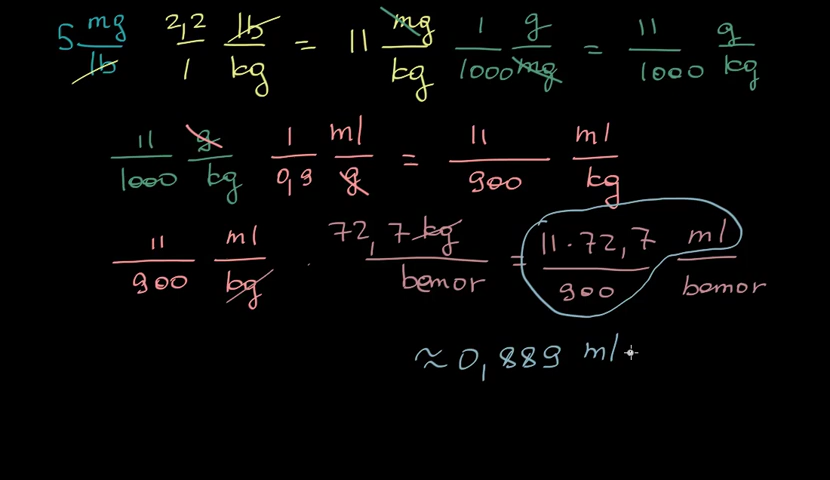 5 mg/lb 2,2/1 lb/kg = 11 mg/kg 1/1000 g/mg = 11/1000 g/kg
11/1000 g/kg 1/0,9 ml/g = 11/900 ml/kg
11/900 ml/kg · 72,7 kg/bemor = 11·72,7/900 ml/bemor
≈ 0,889 ml